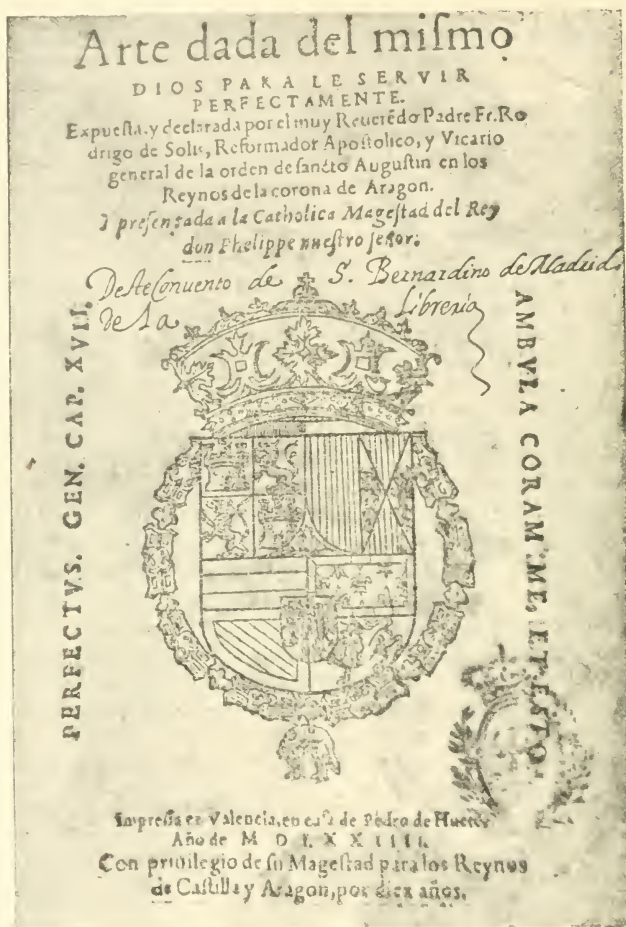 Arte dada del miſmo
DIOS PARA LE SERVIR
PERFECTAMENTE.
Expueſta, y declarada por el muy Reuerẽdo Padre Fr. Ro
drigo de Solis, Reformador Apoſtolico, y Vicario
general de la orden de ſancto Auguſtin en los
Reynos de la corona de Aragon.
Y preſentada a la Catholica Mageſtad del Rey
don Phelippe nueſtro ſeñor:
Deſte Convento de S. Bernardino de Madrid
de la Libreria
AMBVLA CORAM ME, ET ESTO
PERFECTVS. GEN. CAP. XVII.
Impreſſa en Valencia, en caſa de Pedro de Huete
Año de M D LXXIIII.
Con priuilegio de ſu Mageſtad para los Reynos
de Caſtilla y Aragon, por diez años.